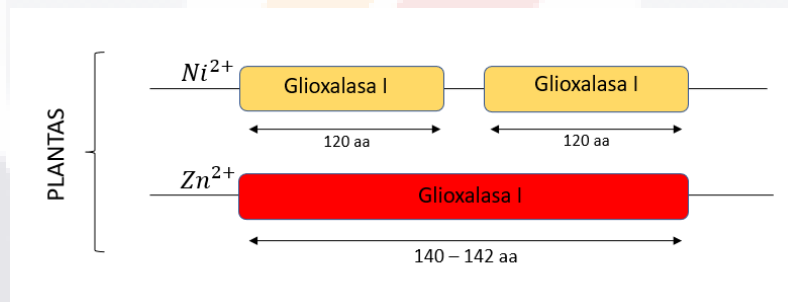 PLANTAS
Ni²⁺
Glioxalasa I
Glioxalasa I
120 aa
120 aa
Zn²⁺
Glioxalasa I
140 – 142 aa